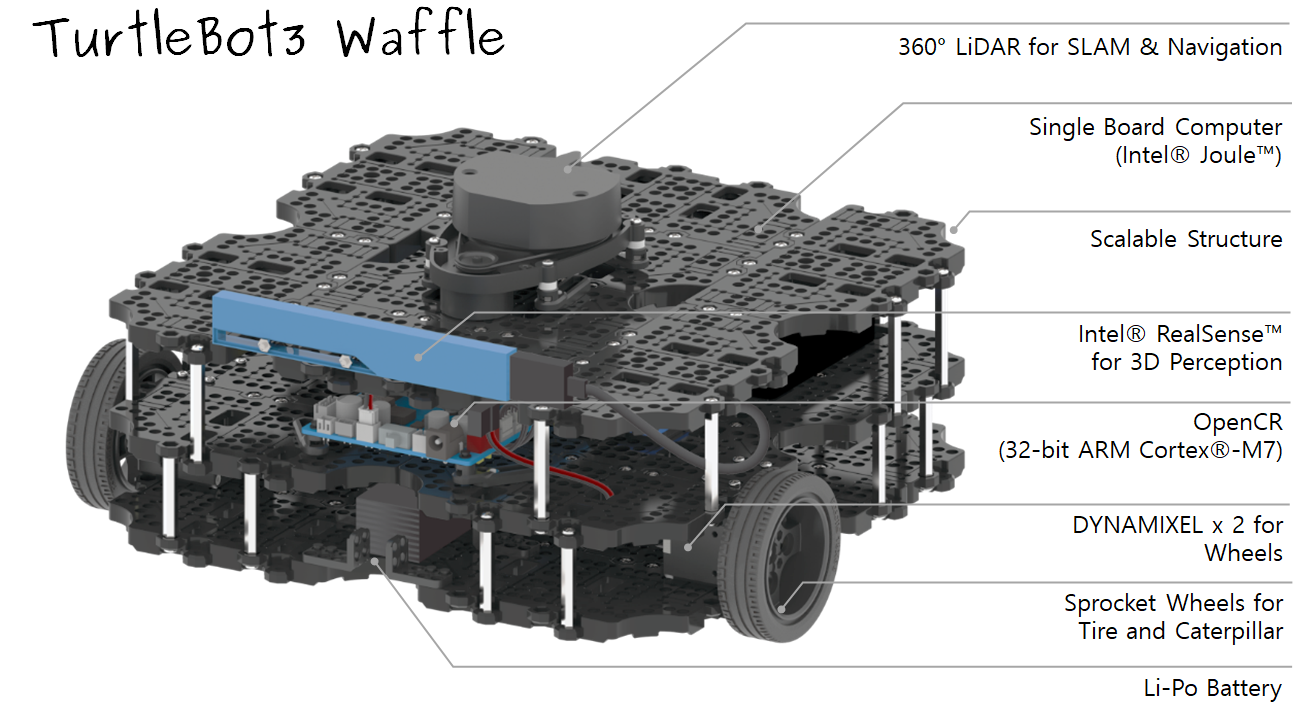 TurtleBot3 Waffle
360° LiDAR for SLAM & Navigation
Single Board Computer
(Intel® Joule™)
Scalable Structure
Intel® RealSense™
for 3D Perception
OpenCR
(32-bit ARM Cortex®-M7)
DYNAMIXEL x 2 for
Wheels
Sprocket Wheels for
Tire and Caterpillar
Li-Po Battery